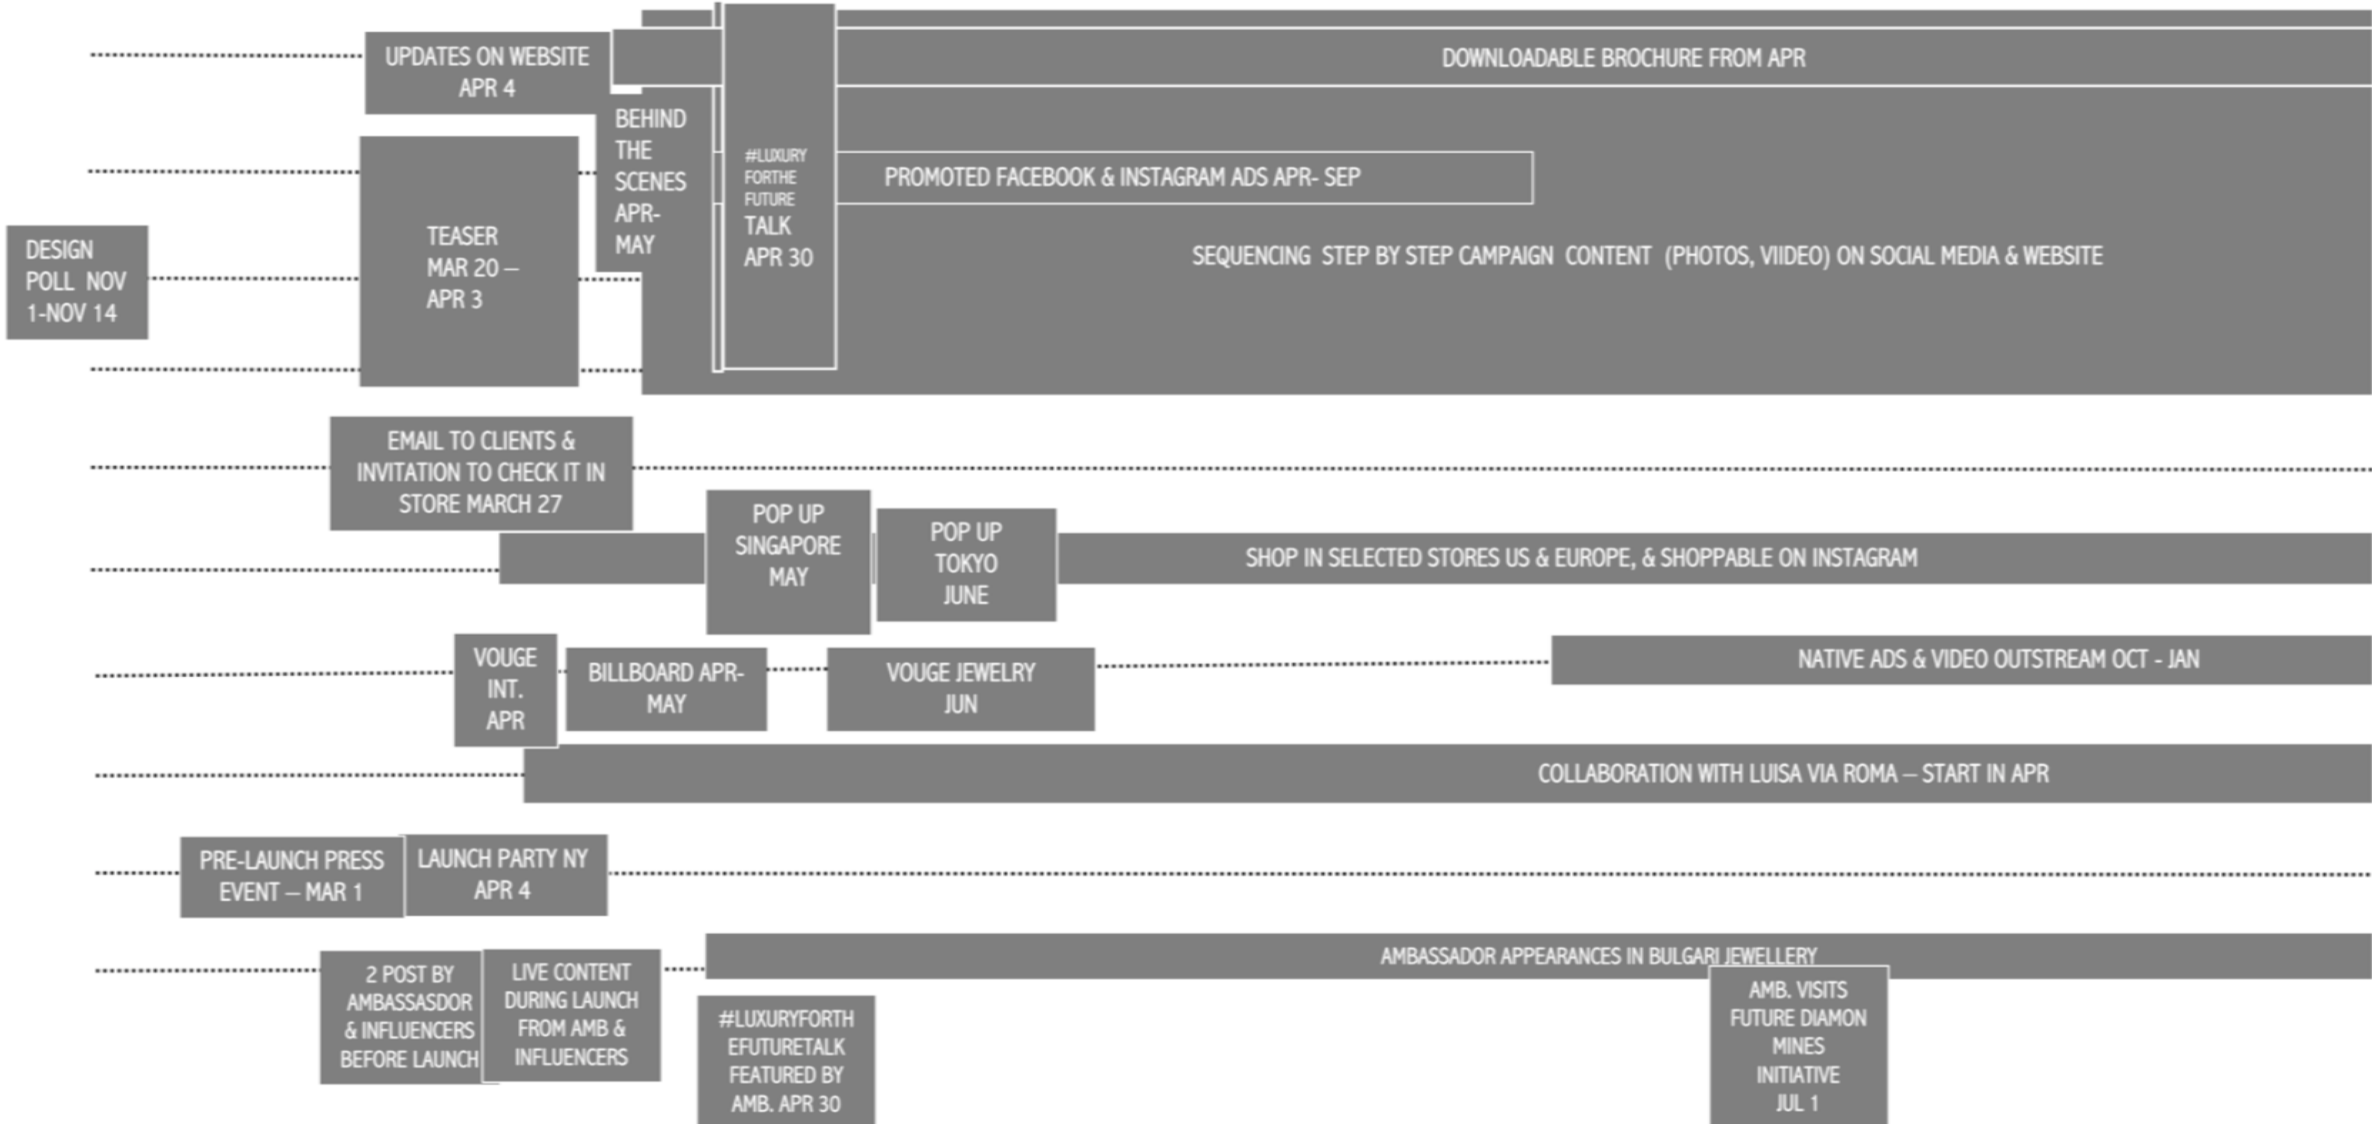 UPDATES ON WEBSITE
APR 4
DOWNLOADABLE BROCHURE FROM APR
BEHIND
THE
SCENES
APR-
MAY
#LUXURY
FORTHE
FUTURE
TALK
APR 30
PROMOTED FACEBOOK & INSTAGRAM ADS APR- SEP
DESIGN
POLL NOV
1-NOV 14
TEASER
MAR 20 –
APR 3
SEQUENCING STEP BY STEP CAMPAIGN CONTENT (PHOTOS, VIIDEO) ON SOCIAL MEDIA & WEBSITE
EMAIL TO CLIENTS &
INVITATION TO CHECK IT IN
STORE MARCH 27
POP UP
SINGAPORE
MAY
POP UP
TOKYO
JUNE
SHOP IN SELECTED STORES US & EUROPE, & SHOPPABLE ON INSTAGRAM
VOUGE
INT.
APR
BILLBOARD APR-
MAY
VOUGE JEWELRY
JUN
NATIVE ADS & VIDEO OUTSTREAM OCT - JAN
COLLABORATION WITH LUISA VIA ROMA – START IN APR
PRE-LAUNCH PRESS
EVENT – MAR 1
LAUNCH PARTY NY
APR 4
2 POST BY
AMBASSASDOR
& INFLUENCERS
BEFORE LAUNCH
LIVE CONTENT
DURING LAUNCH
FROM AMB &
INFLUENCERS
AMBASSADOR APPEARANCES IN BULGARI JEWELLERY
#LUXURYFORTH
EFUTURETALK
FEATURED BY
AMB. APR 30
AMB. VISITS
FUTURE DIAMON
MINES
INITIATIVE
JUL 1